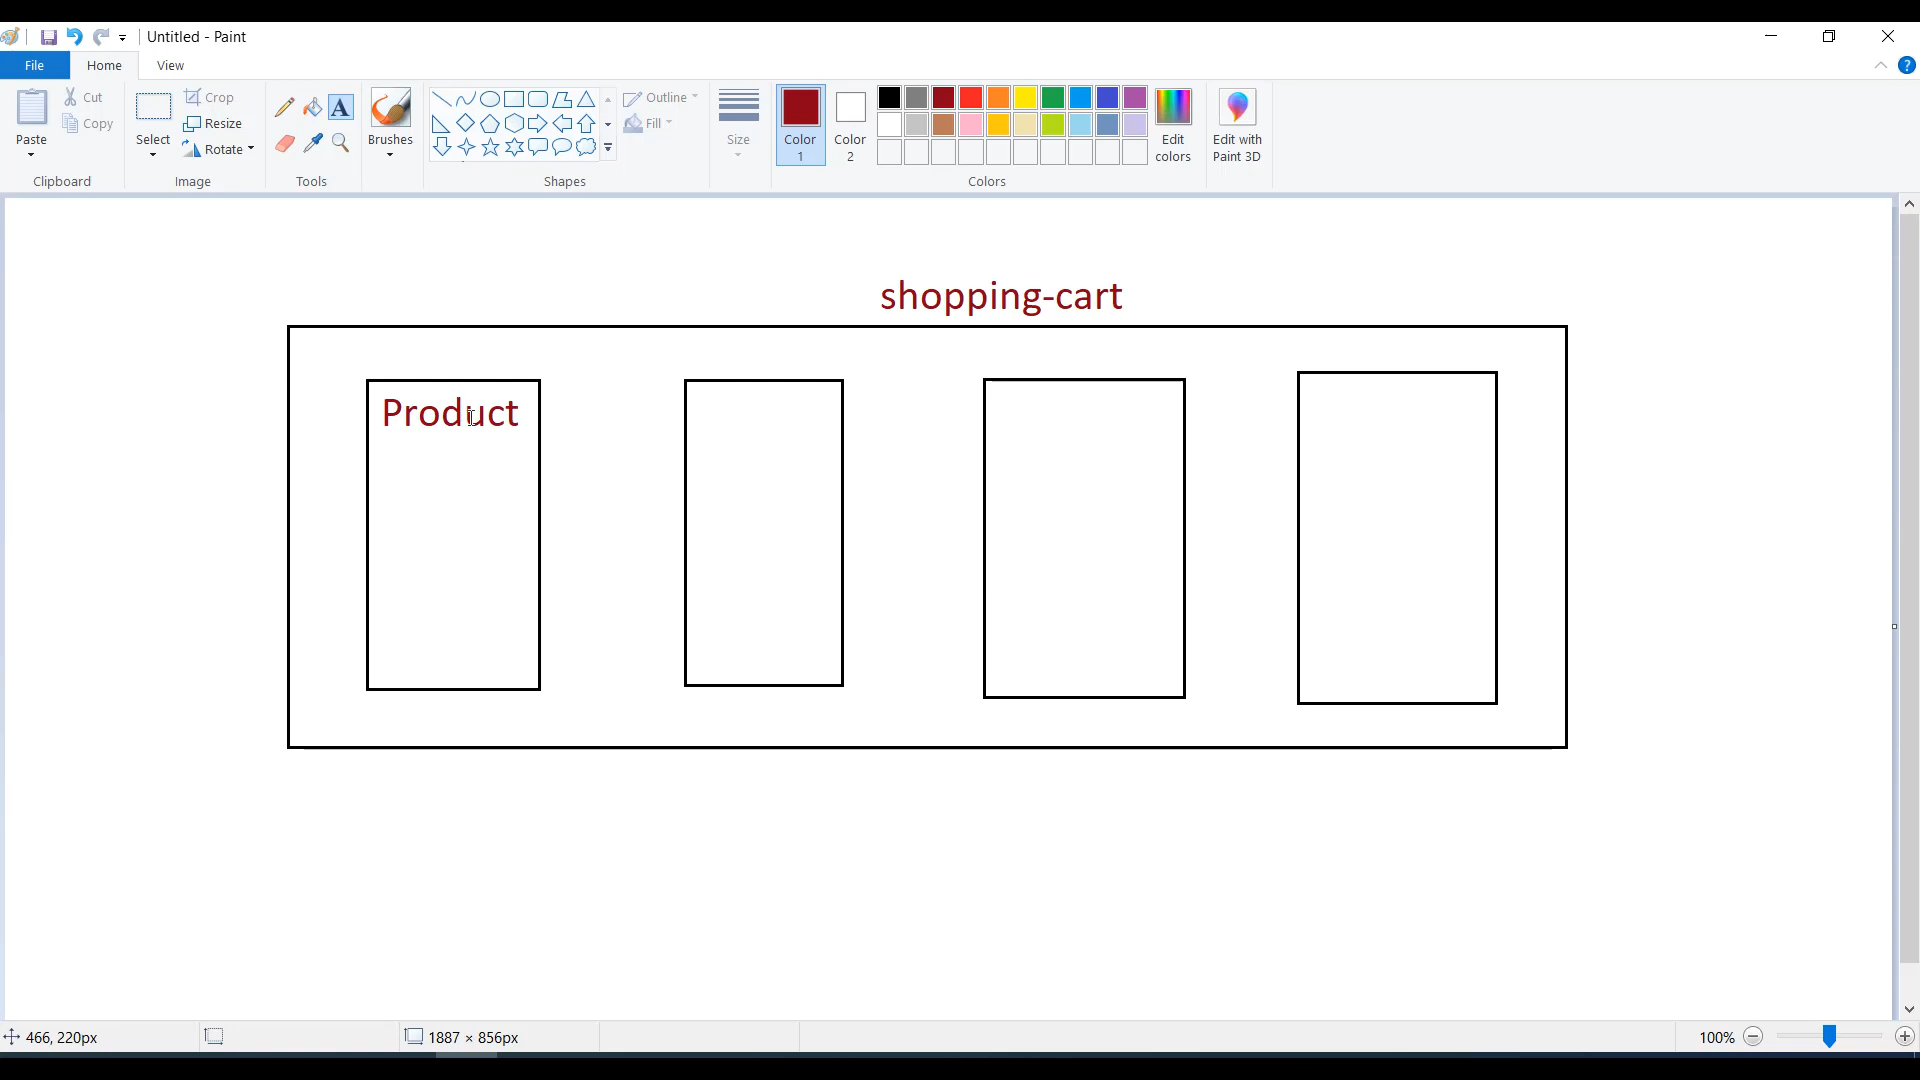 Untitled - Paint
File Home View
Paste
Cut
Copy
Clipboard
Select
Crop
Resize
Rotate
Image
A
Tools
Brushes
Outline
Fill
Shapes
Size
Color 1
Color 2
Edit colors
Edit with Paint 3D
Colors
?
shopping-cart
Product
466, 220px
1887 × 856px
100%